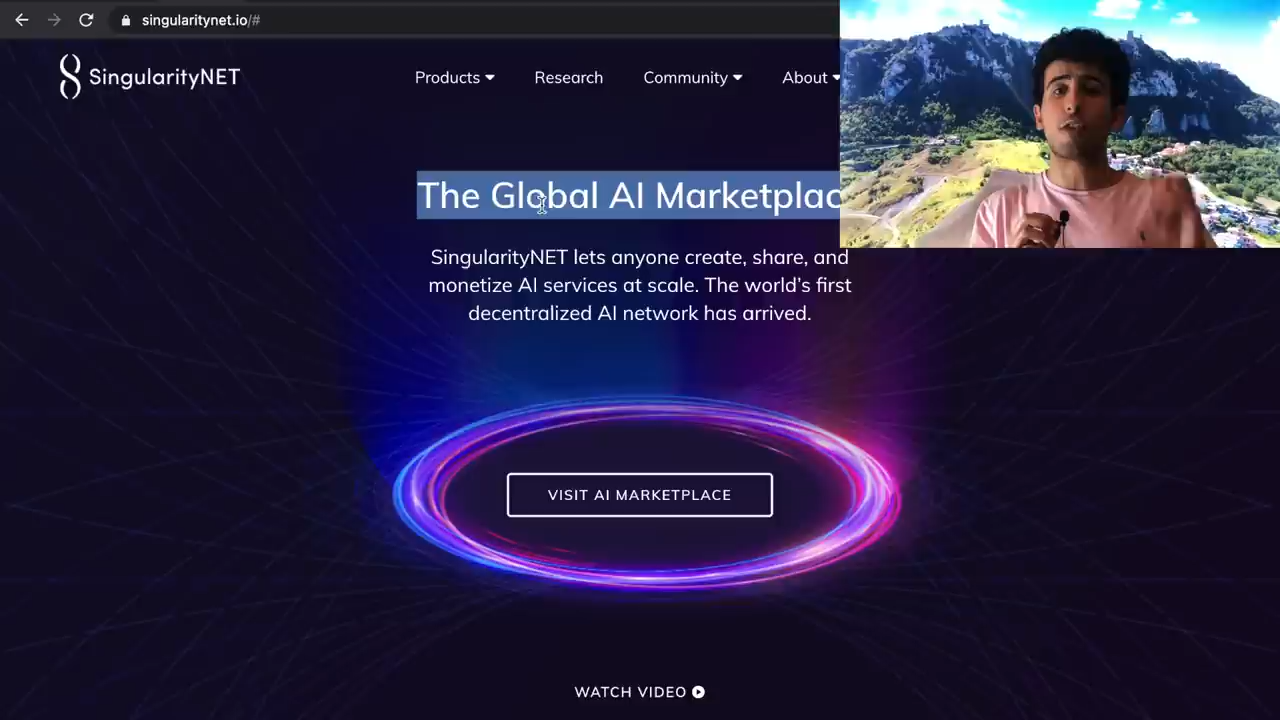 singularitynet.io/#
SingularityNET
Products
Research
Community
About
The Global AI Marketplac
SingularityNET lets anyone create, share, and
monetize AI services at scale. The world's first
decentralized AI network has arrived.
VISIT AI MARKETPLACE
WATCH VIDEO